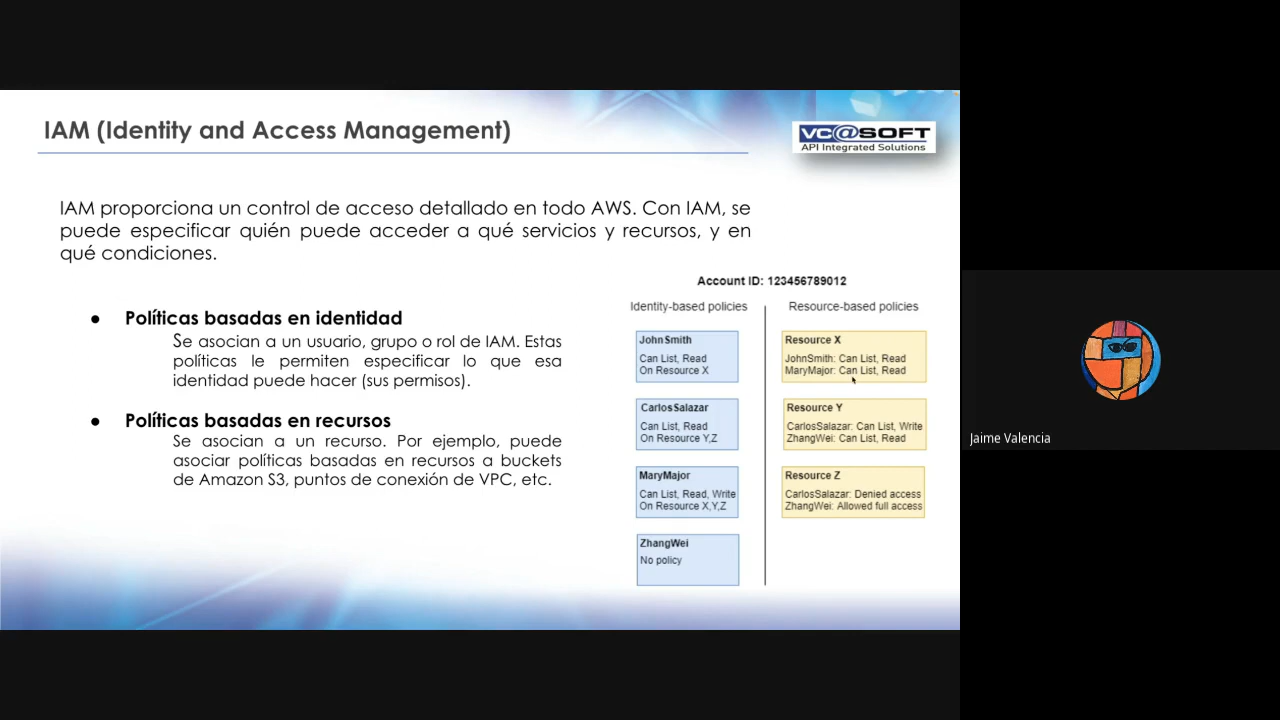 IAM (Identity and Access Management)
VC@SOFT
API Integrated Solutions
IAM proporciona un control de acceso detallado en todo AWS. Con IAM, se
puede especificar quién puede acceder a qué servicios y recursos, y en
qué condiciones.
● Políticas basadas en identidad
Se asocian a un usuario, grupo o rol de IAM. Estas
políticas le permiten especificar lo que esa
identidad puede hacer (sus permisos).
● Políticas basadas en recursos
Se asocian a un recurso. Por ejemplo, puede
asociar políticas basadas en recursos a buckets
de Amazon S3, puntos de conexión de VPC, etc.
Account ID: 123456789012
Identity-based policies
JohnSmith
Can List, Read
On Resource X
CarlosSalazar
Can List, Read
On Resource Y,Z
MaryMajor
Can List, Read, Write
On Resource X,Y,Z
ZhangWei
No policy
Resource-based policies
Resource X
JohnSmith: Can List, Read
MaryMajor: Can List, Read
Resource Y
CarlosSalazar: Can List, Write
ZhangWei: Can List, Read
Resource Z
CarlosSalazar: Denied access
ZhangWei: Allowed full access
Jaime Valencia